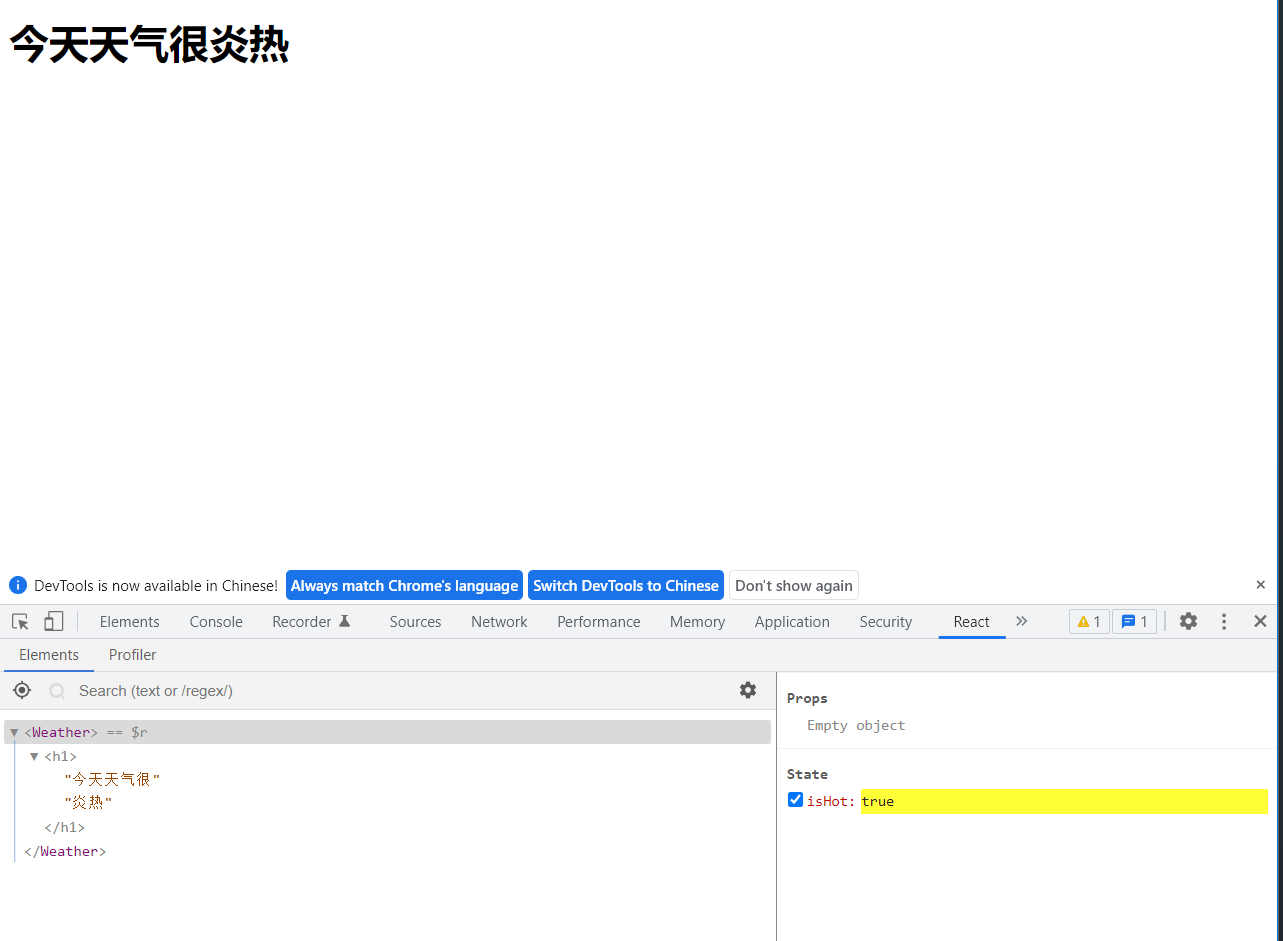 今天天气很炎热
DevTools is now available in Chinese! Always match Chrome's language Switch DevTools to Chinese Don't show again ×
Elements Console Recorder Sources Network Performance Memory Application Security React » 1 1
Elements Profiler
Search (text or /regex/)
<Weather> == $r
<h1>
"今天天气很"
"炎热"
</h1>
</Weather>
Props
Empty object
State
isHot: true